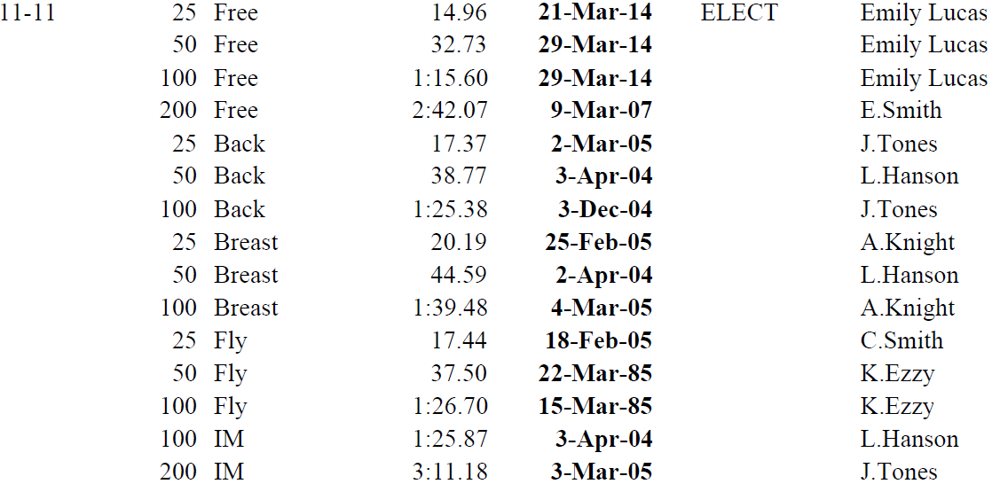 11-11 25 Free 14.96 21-Mar-14 ELECT Emily Lucas
50 Free 32.73 29-Mar-14 Emily Lucas
100 Free 1:15.60 29-Mar-14 Emily Lucas
200 Free 2:42.07 9-Mar-07 E.Smith
25 Back 17.37 2-Mar-05 J.Tones
50 Back 38.77 3-Apr-04 L.Hanson
100 Back 1:25.38 3-Dec-04 J.Tones
25 Breast 20.19 25-Feb-05 A.Knight
50 Breast 44.59 2-Apr-04 L.Hanson
100 Breast 1:39.48 4-Mar-05 A.Knight
25 Fly 17.44 18-Feb-05 C.Smith
50 Fly 37.50 22-Mar-85 K.Ezzy
100 Fly 1:26.70 15-Mar-85 K.Ezzy
100 IM 1:25.87 3-Apr-04 L.Hanson
200 IM 3:11.18 3-Mar-05 J.Tones